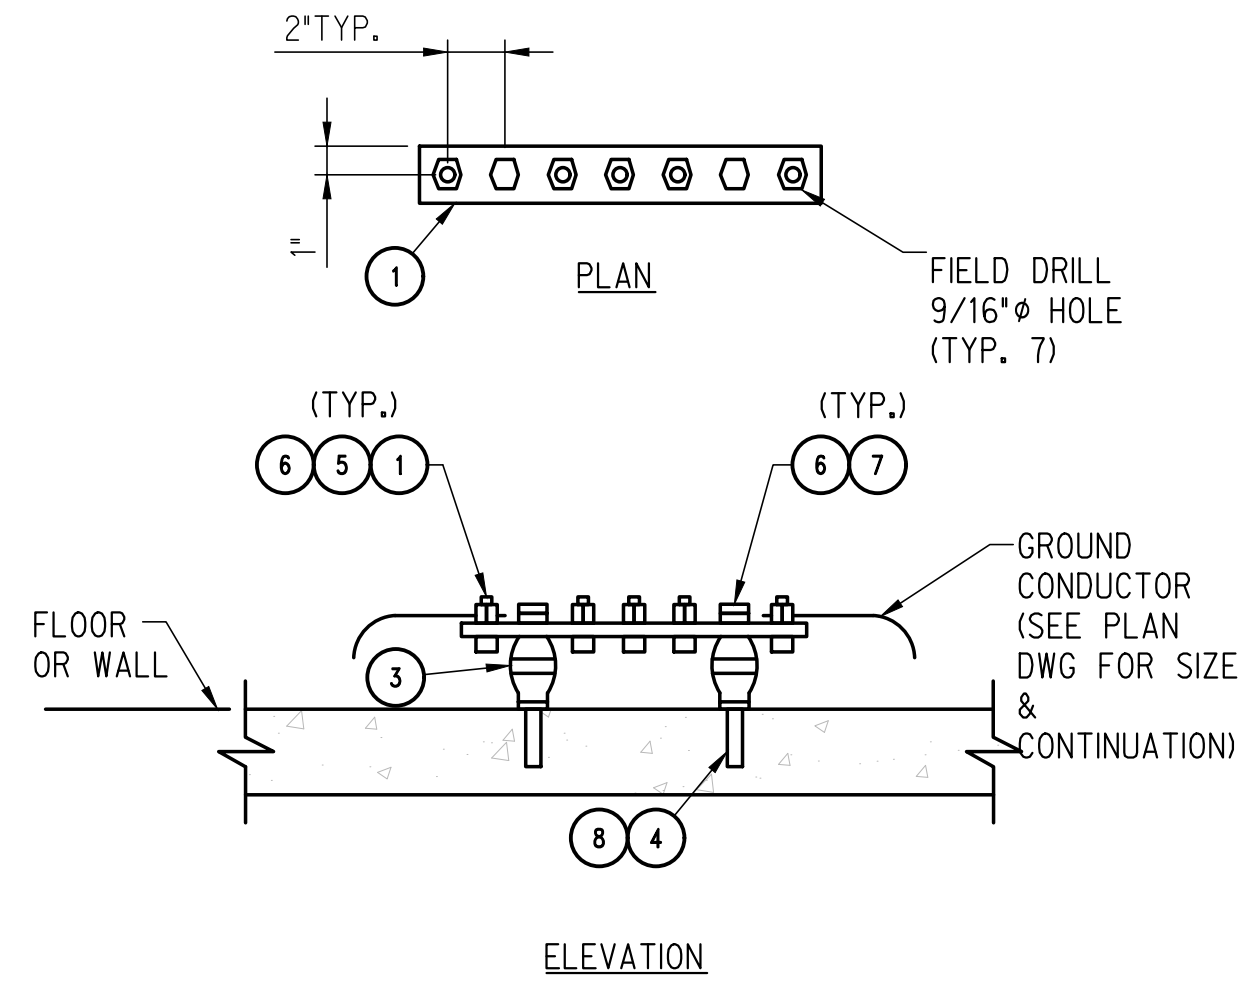 2"TYP.
1"
1
PLAN
FIELD DRILL
9/16"ϕ HOLE
(TYP. 7)
(TYP.)
6 5 1
(TYP.)
6 7
GROUND
CONDUCTOR
(SEE PLAN
DWG FOR SIZE
&
CONTINUATION)
FLOOR
OR WALL
3
8 4
ELEVATION